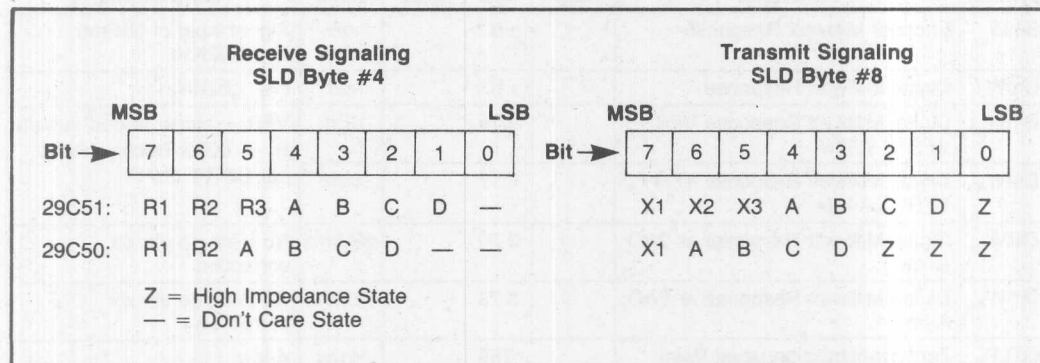 Receive Signaling
SLD Byte #4
MSB LSB
Bit 7 6 5 4 3 2 1 0
Transmit Signaling
SLD Byte #8
MSB LSB
Bit 7 6 5 4 3 2 1 0
29C51: R1 R2 R3 A B C D — X1 X2 X3 A B C D Z
29C50: R1 R2 A B C D — — X1 A B C D Z Z Z
Z = High Impedance State
— = Don't Care State